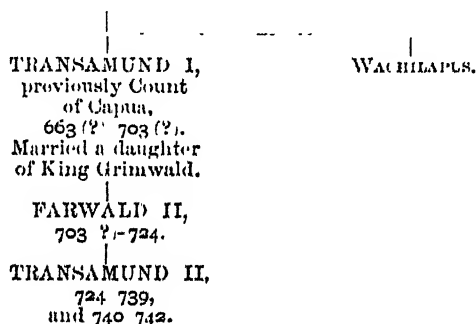 TRANSAMUND I,
previously Count
of Capua,
663 (?) 703 (?).
Married a daughter
of King Grimwald.
WACHILAPUS.
FARWALD II,
703 ?)-724.
TRANSAMUND II,
724 739,
and 740 742.